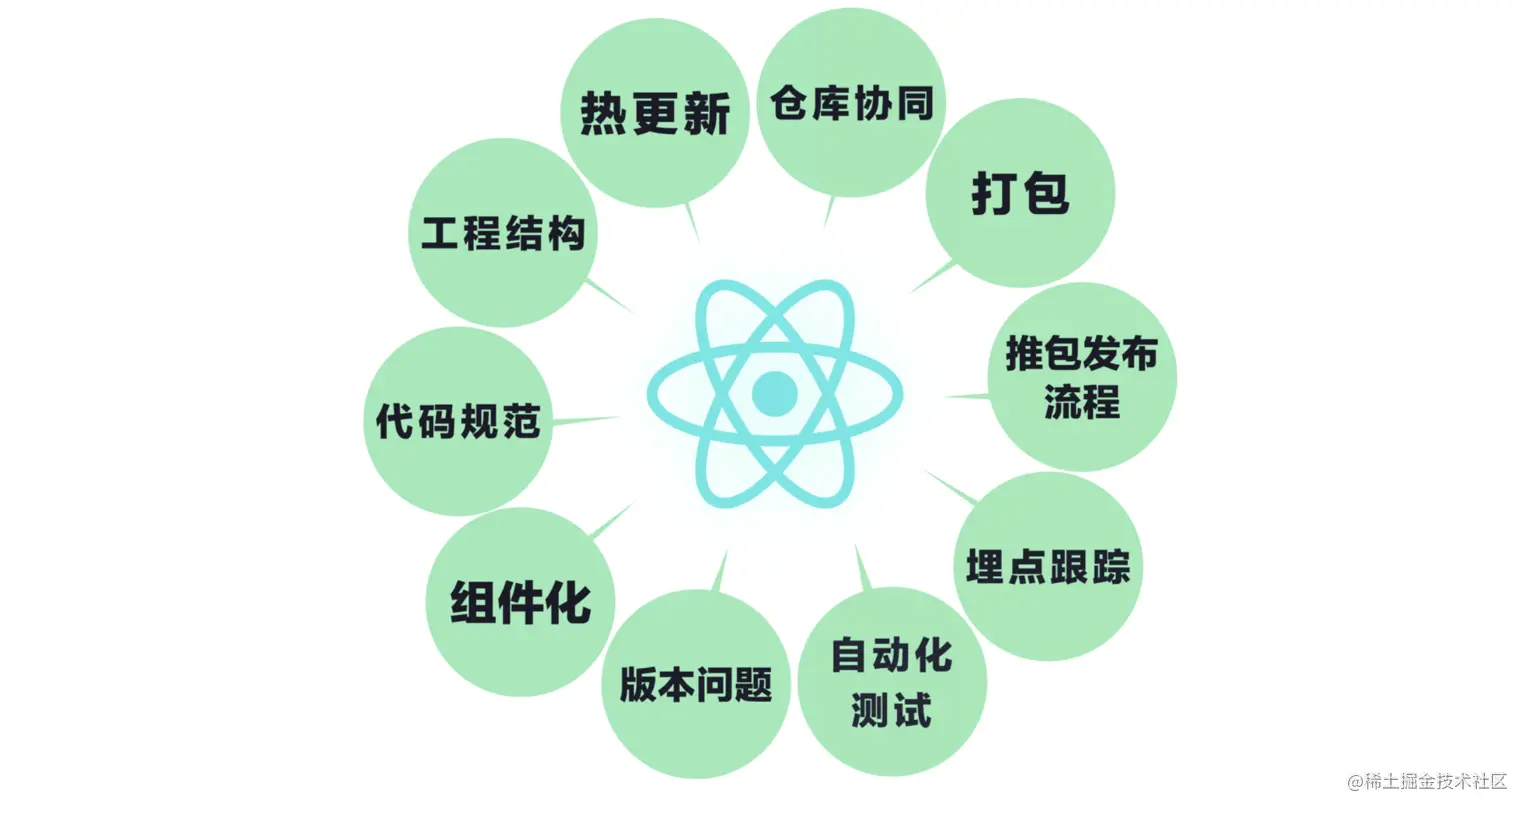 热更新
仓库协同
打包
工程结构
推包发布
流程
代码规范
埋点跟踪
组件化
自动化
测试
版本问题
@稀土掘金技术社区